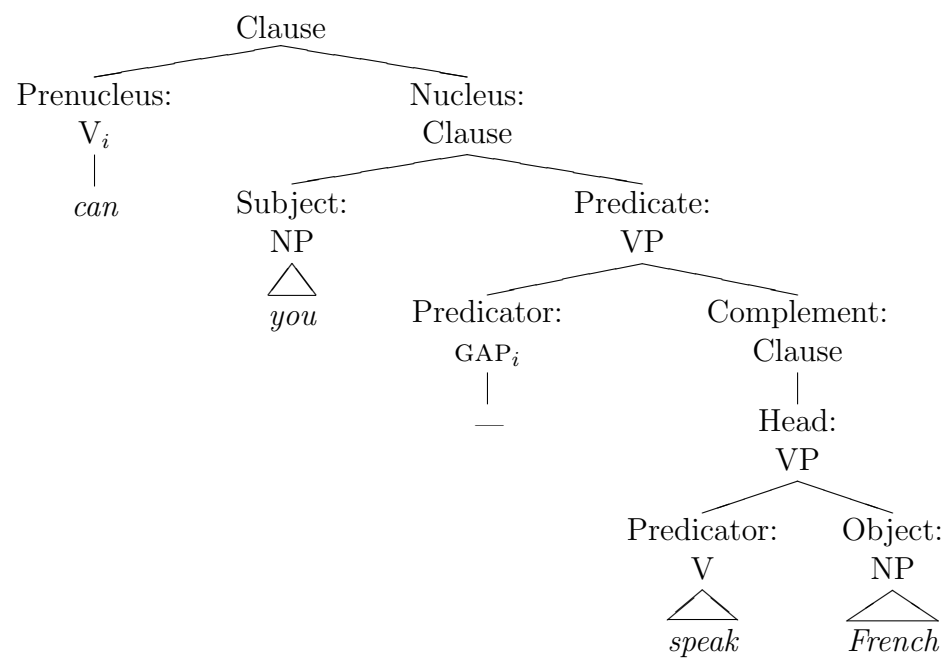 Clause
Prenucleus: Nucleus:
V_i Clause
can Subject: Predicate:
NP VP
you Predicator: Complement:
GAP_i Clause
— Head:
VP
Predicator: Object:
V NP
speak French